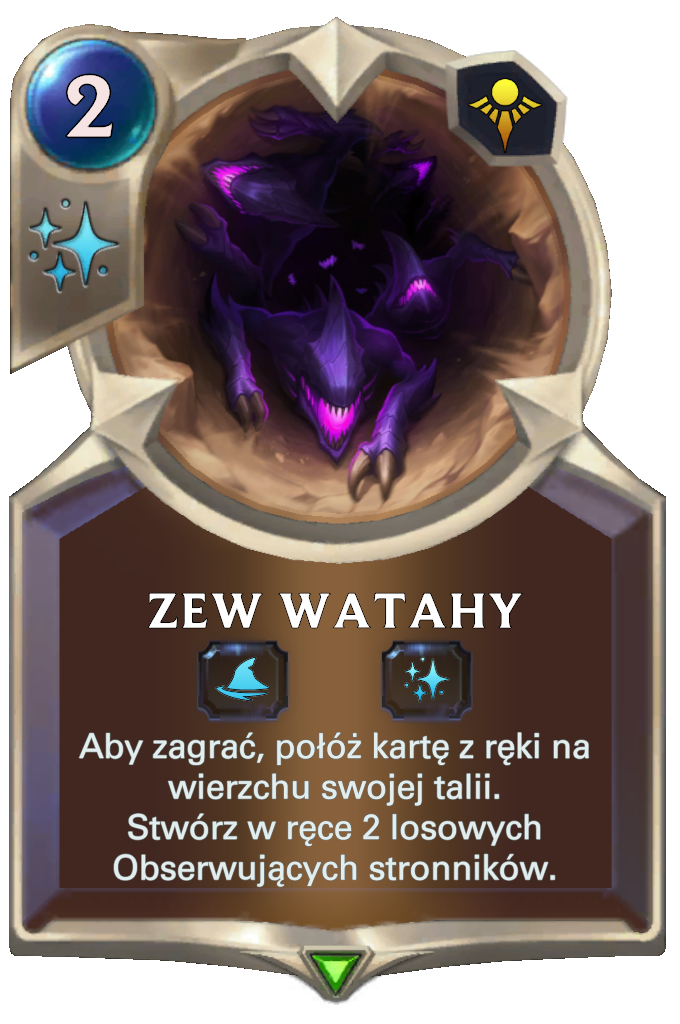 2
ZEW WATAHY
Aby zagrać, połóż kartę z ręki na
wierzchu swojej talii.
Stwórz w ręce 2 losowych
Obserwujących stronników.